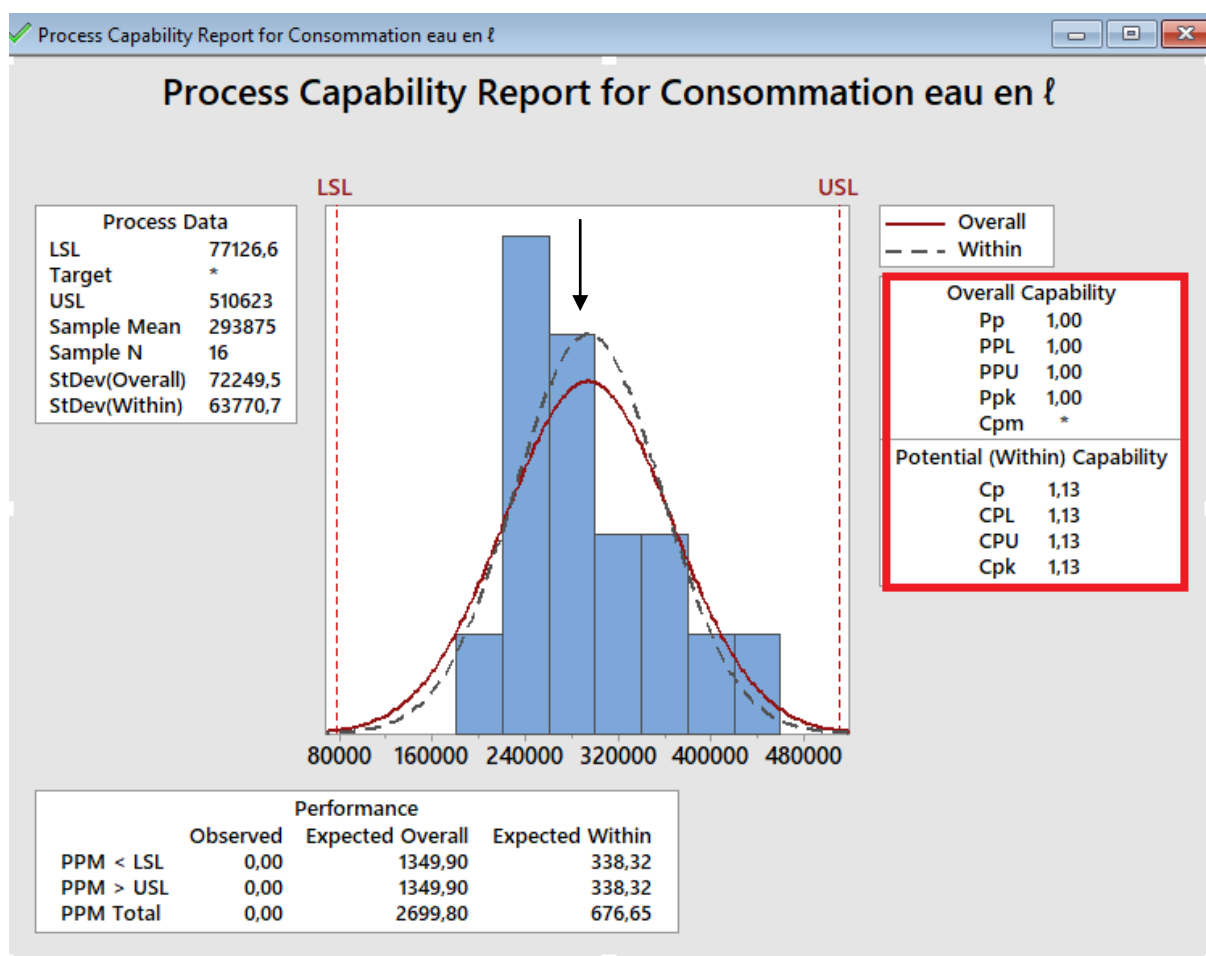 Process Capability Report for Consommation eau en ℓ
Process Capability Report for Consommation eau en ℓ
LSL USL
Process Data
LSL 77126,6
Target *
USL 510623
Sample Mean 293875
Sample N 16
StDev(Overall) 72249,5
StDev(Within) 63770,7
Overall
Within
Overall Capability
Pp 1,00
PPL 1,00
PPU 1,00
Ppk 1,00
Cpm *
Potential (Within) Capability
Cp 1,13
CPL 1,13
CPU 1,13
Cpk 1,13
80000 160000 240000 320000 400000 480000
Performance
Observed Expected Overall Expected Within
PPM < LSL 0,00 1349,90 338,32
PPM > USL 0,00 1349,90 338,32
PPM Total 0,00 2699,80 676,65